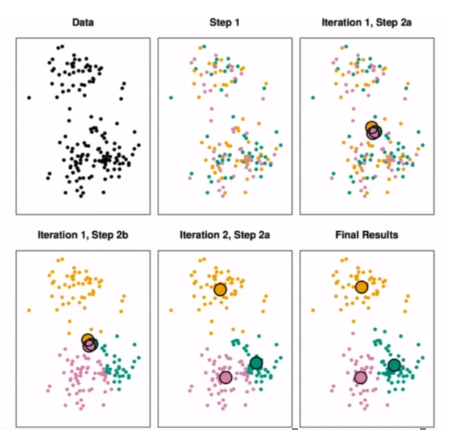 Data
Step 1
Iteration 1, Step 2a
Iteration 1, Step 2b
Iteration 2, Step 2a
Final Results